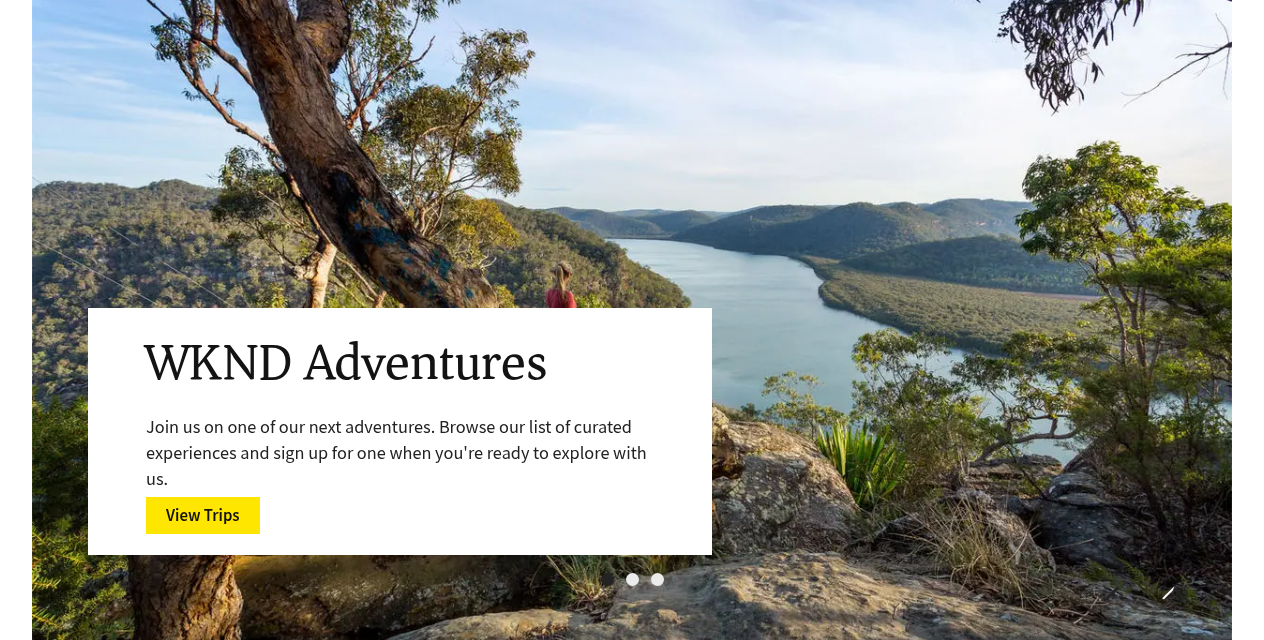 WKND Adventures
Join us on one of our next adventures. Browse our list of curated
experiences and sign up for one when you're ready to explore with
us.
View Trips